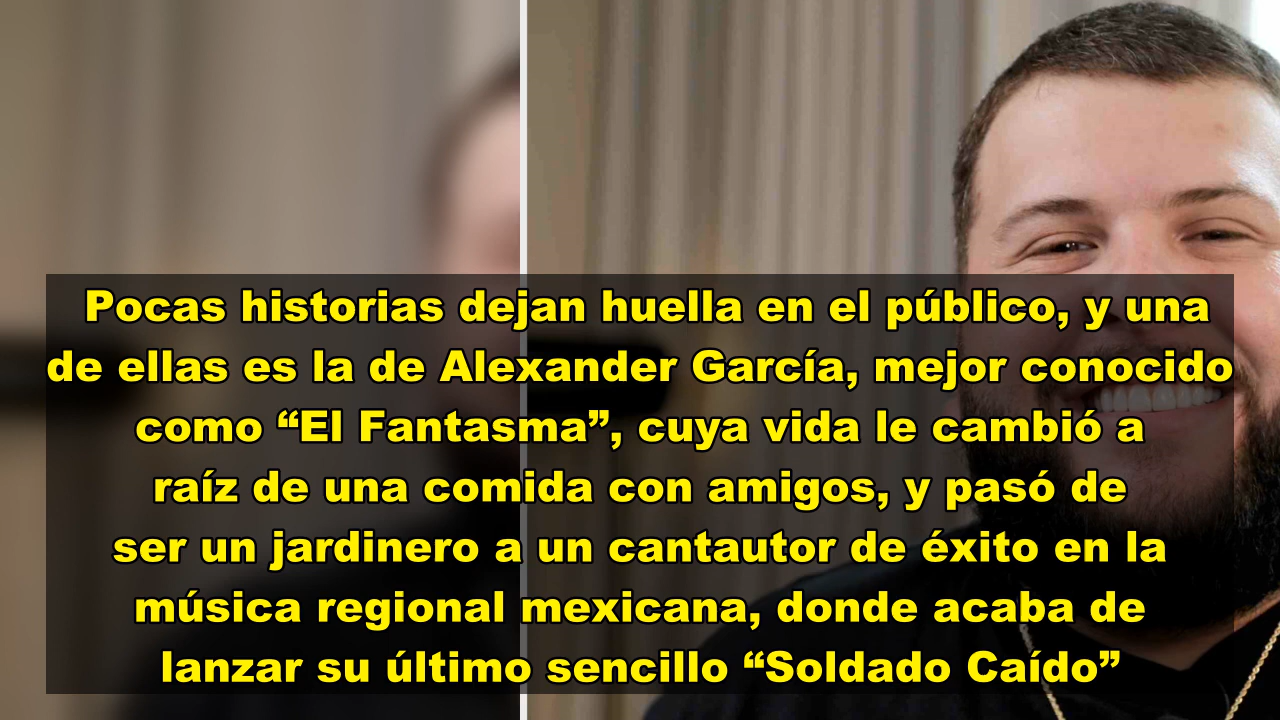 Pocas historias dejan huella en el público, y una
de ellas es la de Alexander García, mejor conocido
como “El Fantasma”, cuya vida le cambió a
raíz de una comida con amigos, y pasó de
ser un jardinero a un cantautor de éxito en la
música regional mexicana, donde acaba de
lanzar su último sencillo “Soldado Caído”